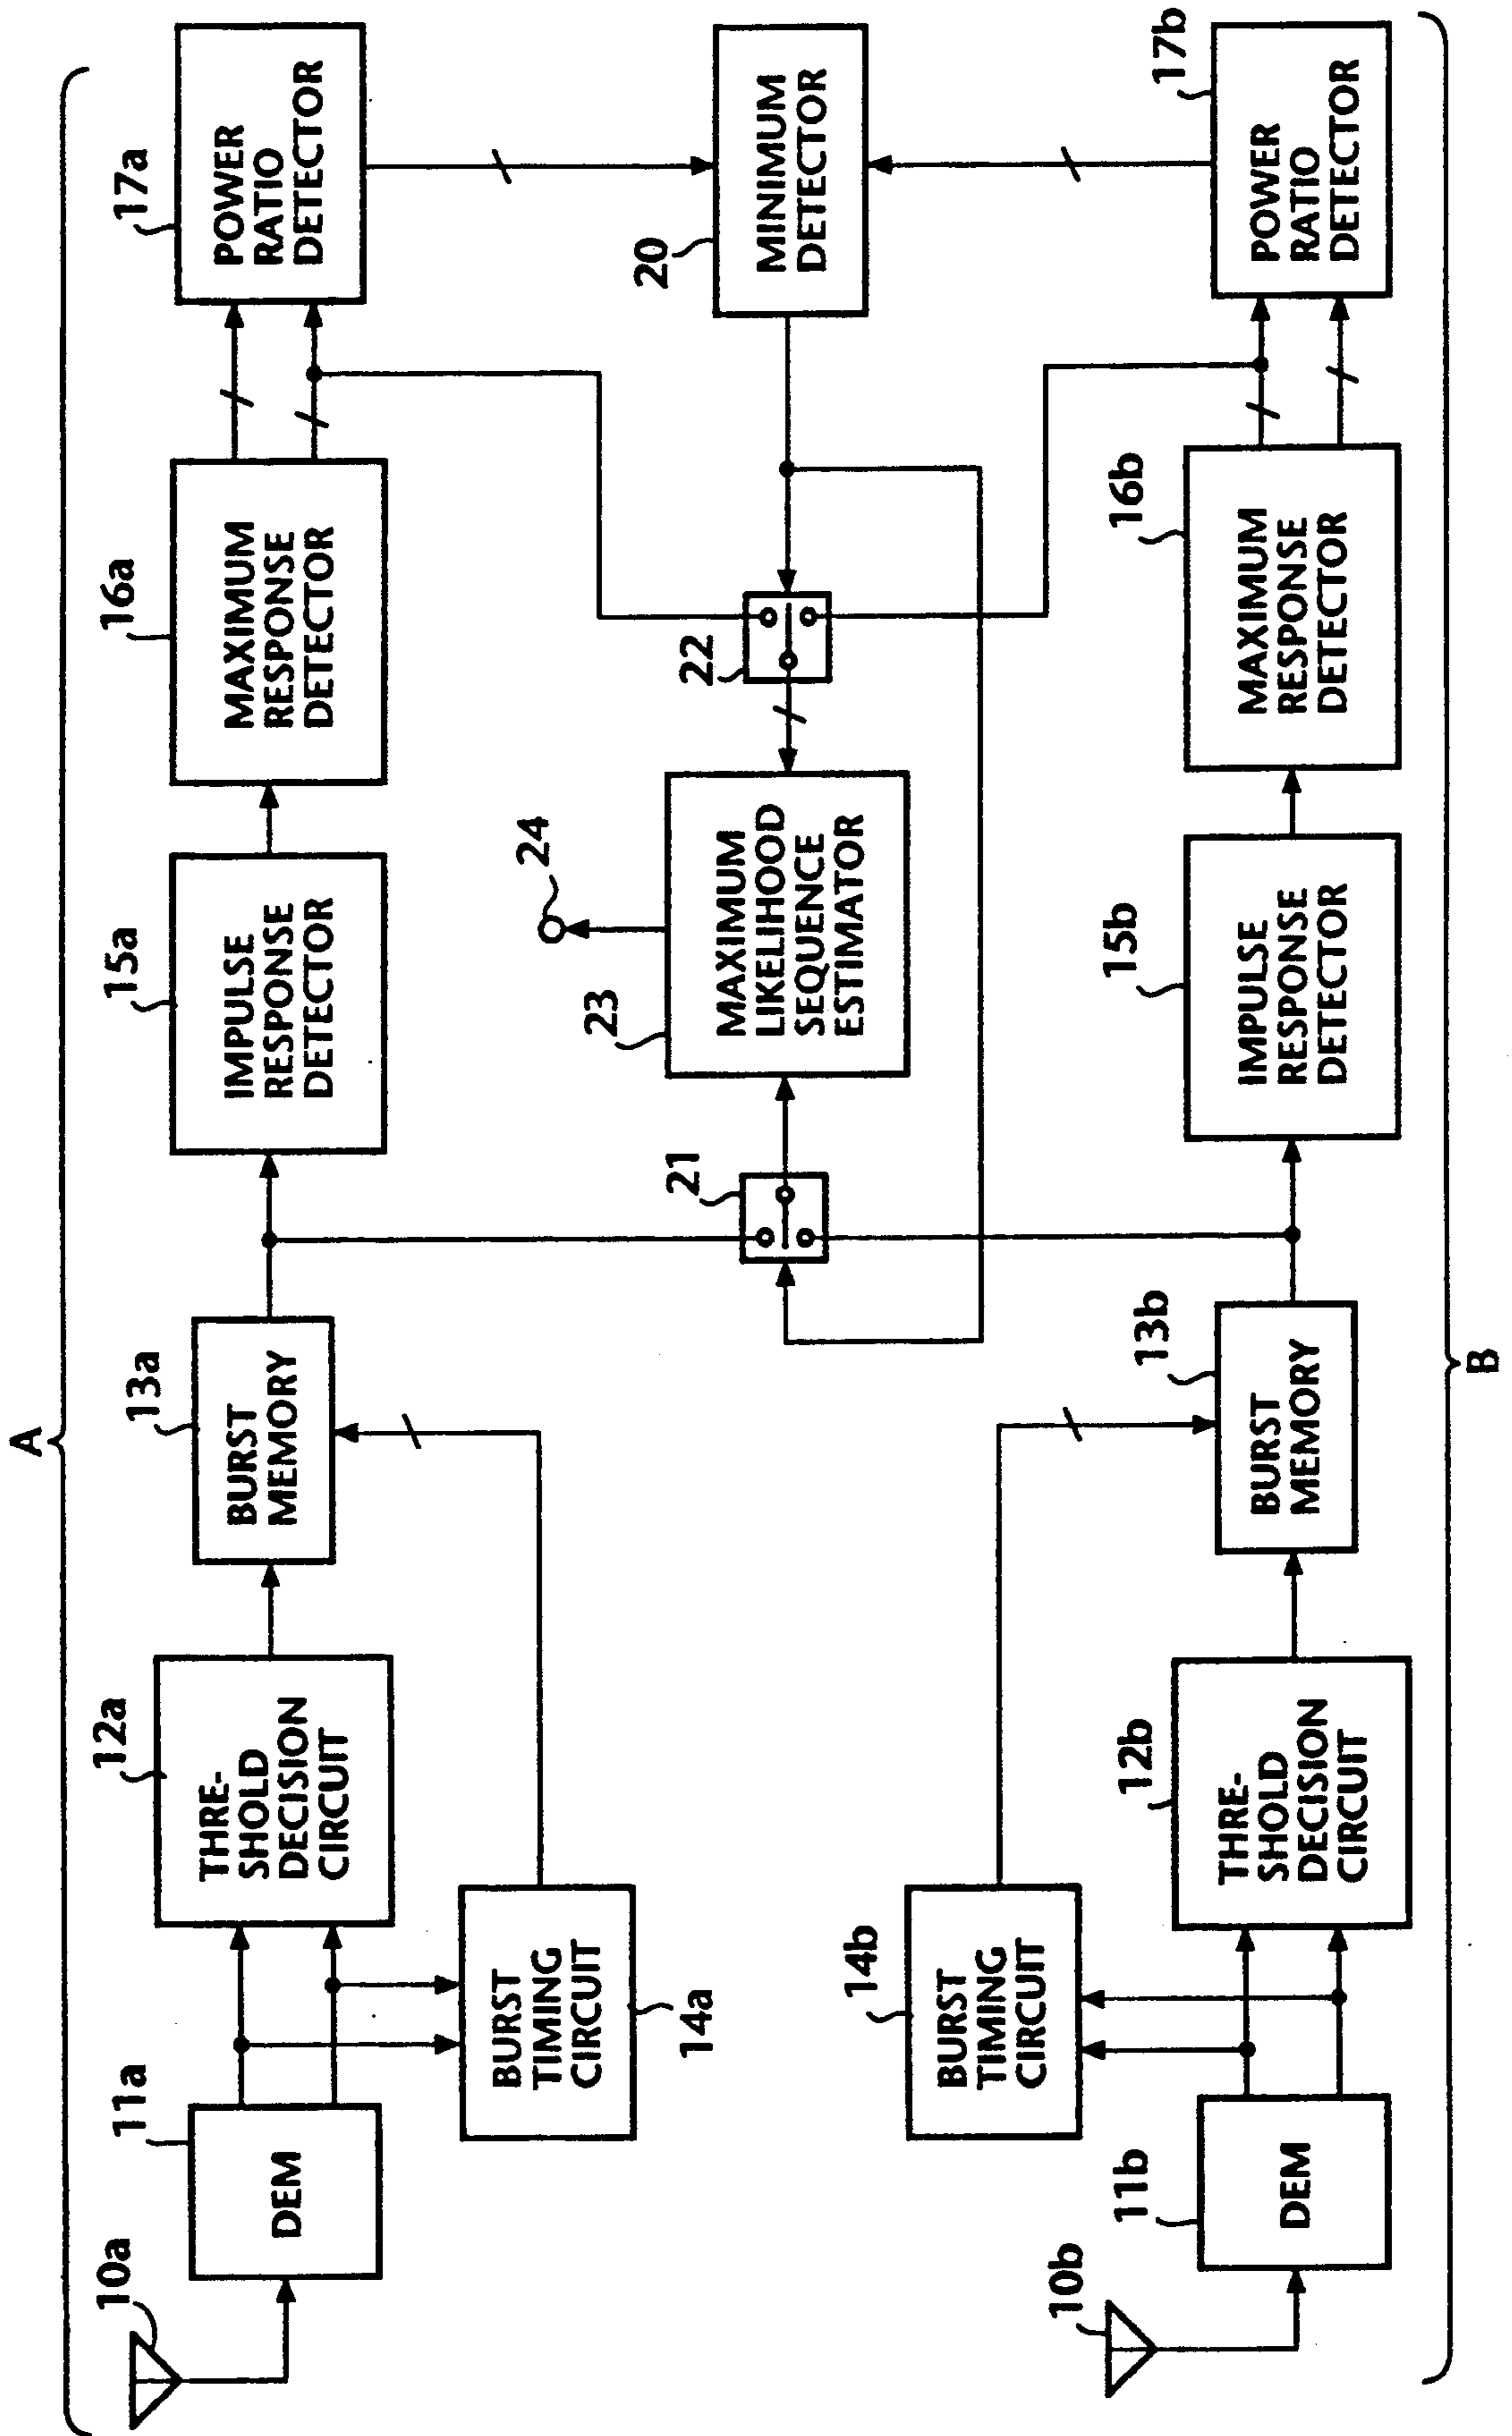 A
10a
11a
DEM
12a
THRE-
SHOLD
DECISION
CIRCUIT
BURST
TIMING
CIRCUIT
14a
13a
BURST
MEMORY
15a
IMPULSE
RESPONSE
DETECTOR
16a
MAXIMUM
RESPONSE
DETECTOR
17a
POWER
RATIO
DETECTOR
21
23
MAXIMUM
LIKELIHOOD
SEQUENCE
ESTIMATOR
24
22
20
MINIMUM
DETECTOR
10b
11b
DEM
14b
BURST
TIMING
CIRCUIT
12b
THRE-
SHOLD
DECISION
CIRCUIT
13b
BURST
MEMORY
15b
IMPULSE
RESPONSE
DETECTOR
16b
MAXIMUM
RESPONSE
DETECTOR
17b
POWER
RATIO
DETECTOR
B